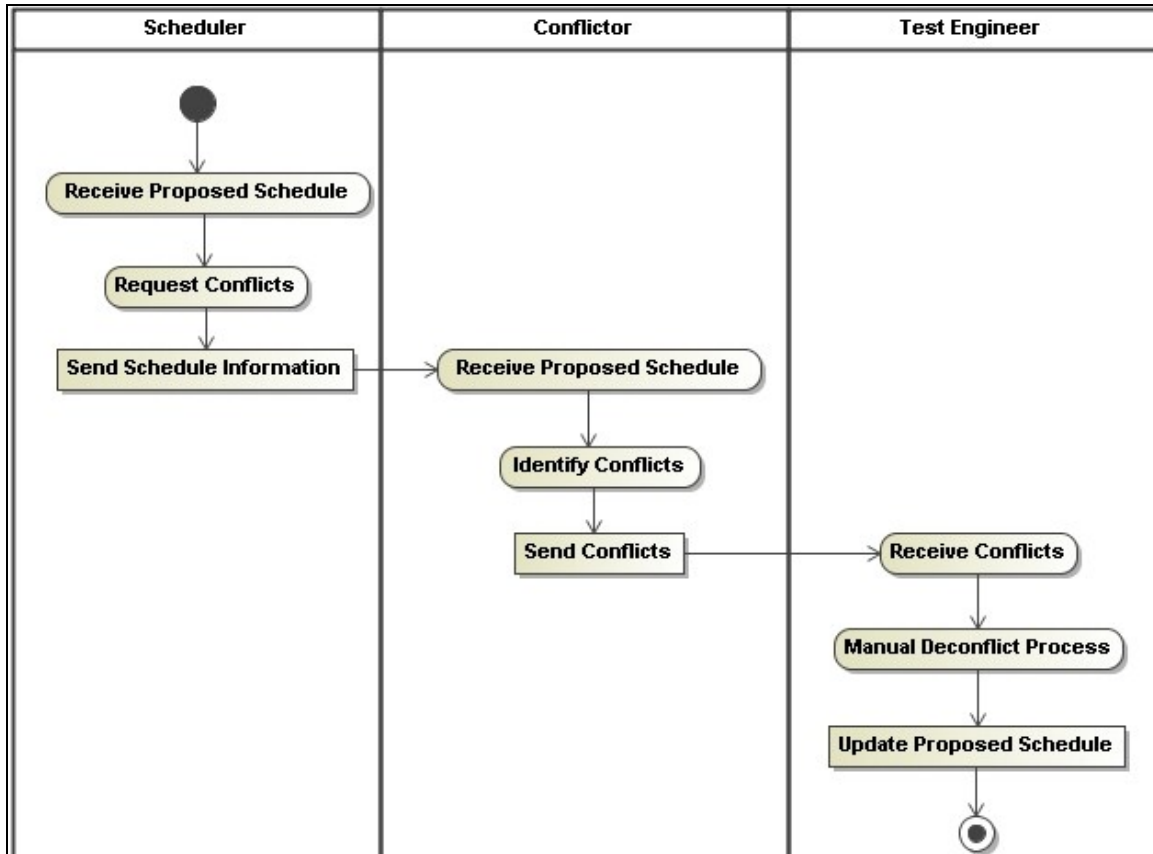 Scheduler
Conflictor
Test Engineer
Receive Proposed Schedule
Request Conflicts
Send Schedule Information
Receive Proposed Schedule
Identify Conflicts
Send Conflicts
Receive Conflicts
Manual Deconflict Process
Update Proposed Schedule